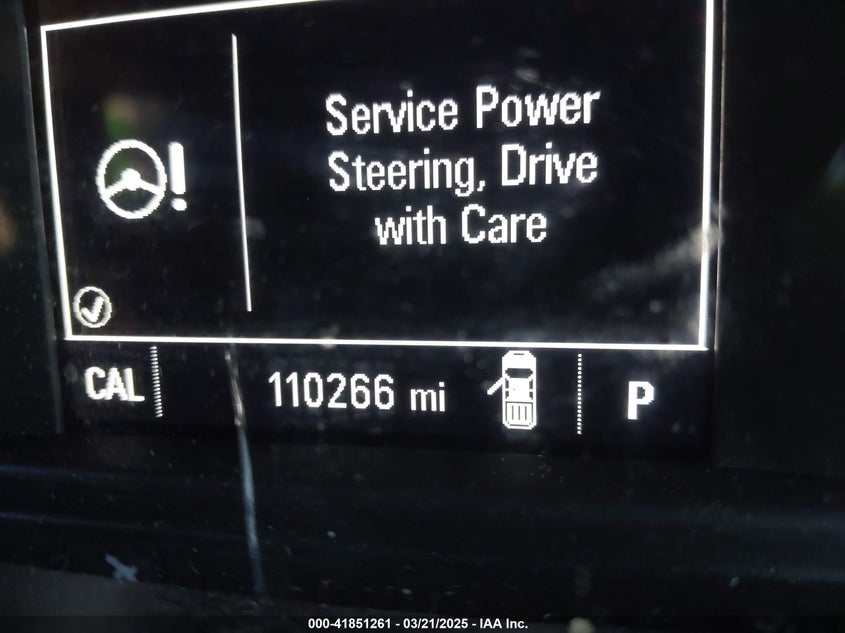 Service Power
Steering, Drive
with Care
CAL
110266 mi
P
000-41851261 - 03/21/2025 - IAA Inc.